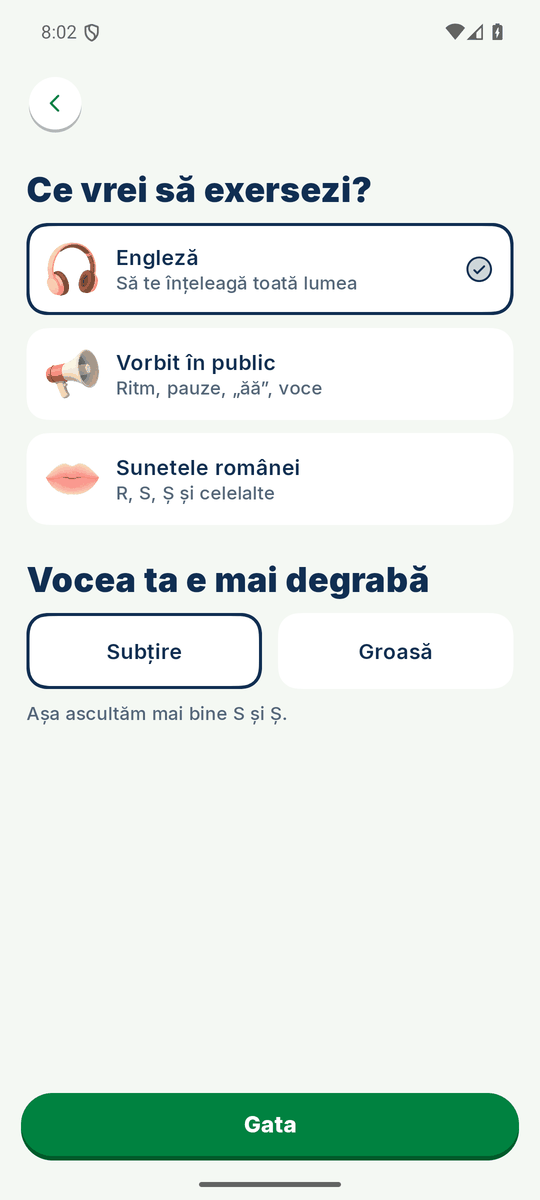 8:02
Ce vrei să exersezi?
Engleză
Să te înțeleagă toată lumea
Vorbit în public
Ritm, pauze, „ăă”, voce
Sunetele românei
R, S, Ș și celelalte
Vocea ta e mai degrabă
Subțire
Groasă
Așa ascultăm mai bine S și Ș.
Gata